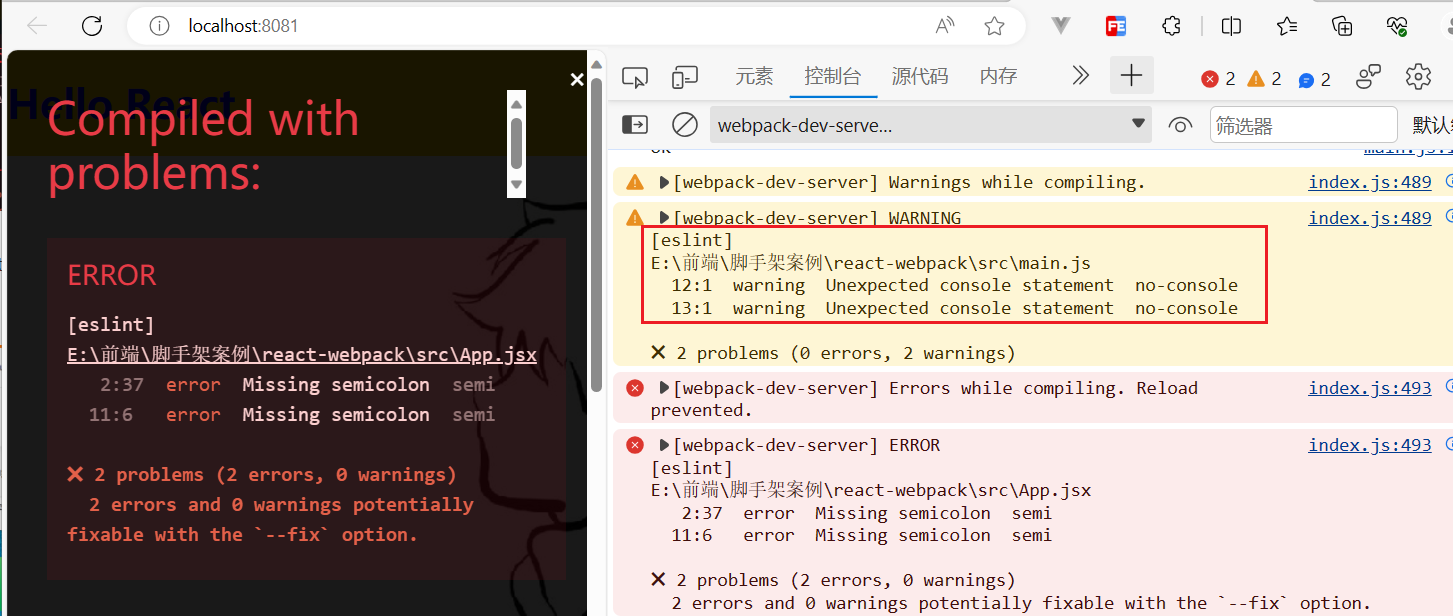 localhost:8081
元素
控制台
源代码
内存
2
2
2
webpack-dev-serve...
筛选器
Hello React
Compiled with
problems:
ERROR
[eslint]
E:\前端\脚手架案例\react-webpack\src\App.jsx
2:37 error Missing semicolon semi
11:6 error Missing semicolon semi
2 problems (2 errors, 0 warnings)
2 errors and 0 warnings potentially
fixable with the `--fix` option.
[webpack-dev-server] Warnings while compiling. index.js:489
[webpack-dev-server] WARNING index.js:489
[eslint]
E:\前端\脚手架案例\react-webpack\src\main.js
12:1 warning Unexpected console statement no-console
13:1 warning Unexpected console statement no-console
2 problems (0 errors, 2 warnings)
[webpack-dev-server] Errors while compiling. Reload index.js:493
prevented.
[webpack-dev-server] ERROR index.js:493
[eslint]
E:\前端\脚手架案例\react-webpack\src\App.jsx
2:37 error Missing semicolon semi
11:6 error Missing semicolon semi
2 problems (2 errors, 0 warnings)
2 errors and 0 warnings potentially fixable with the `--fix` option.